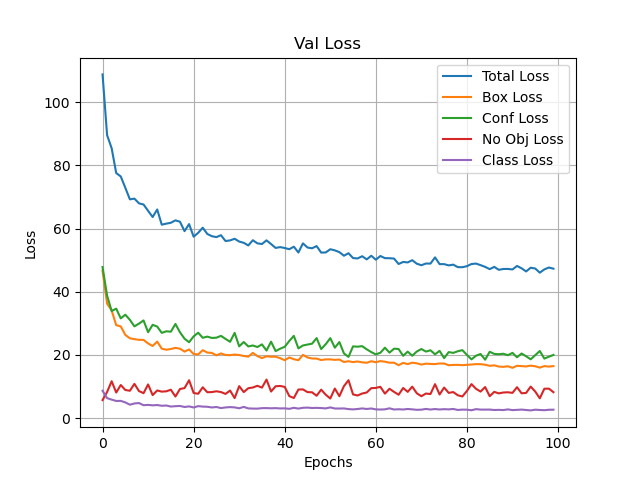 Val Loss
Total Loss
Box Loss
Conf Loss
No Obj Loss
Class Loss
Loss
100
80
60
40
20
0
0 20 40 60 80 100
Epochs